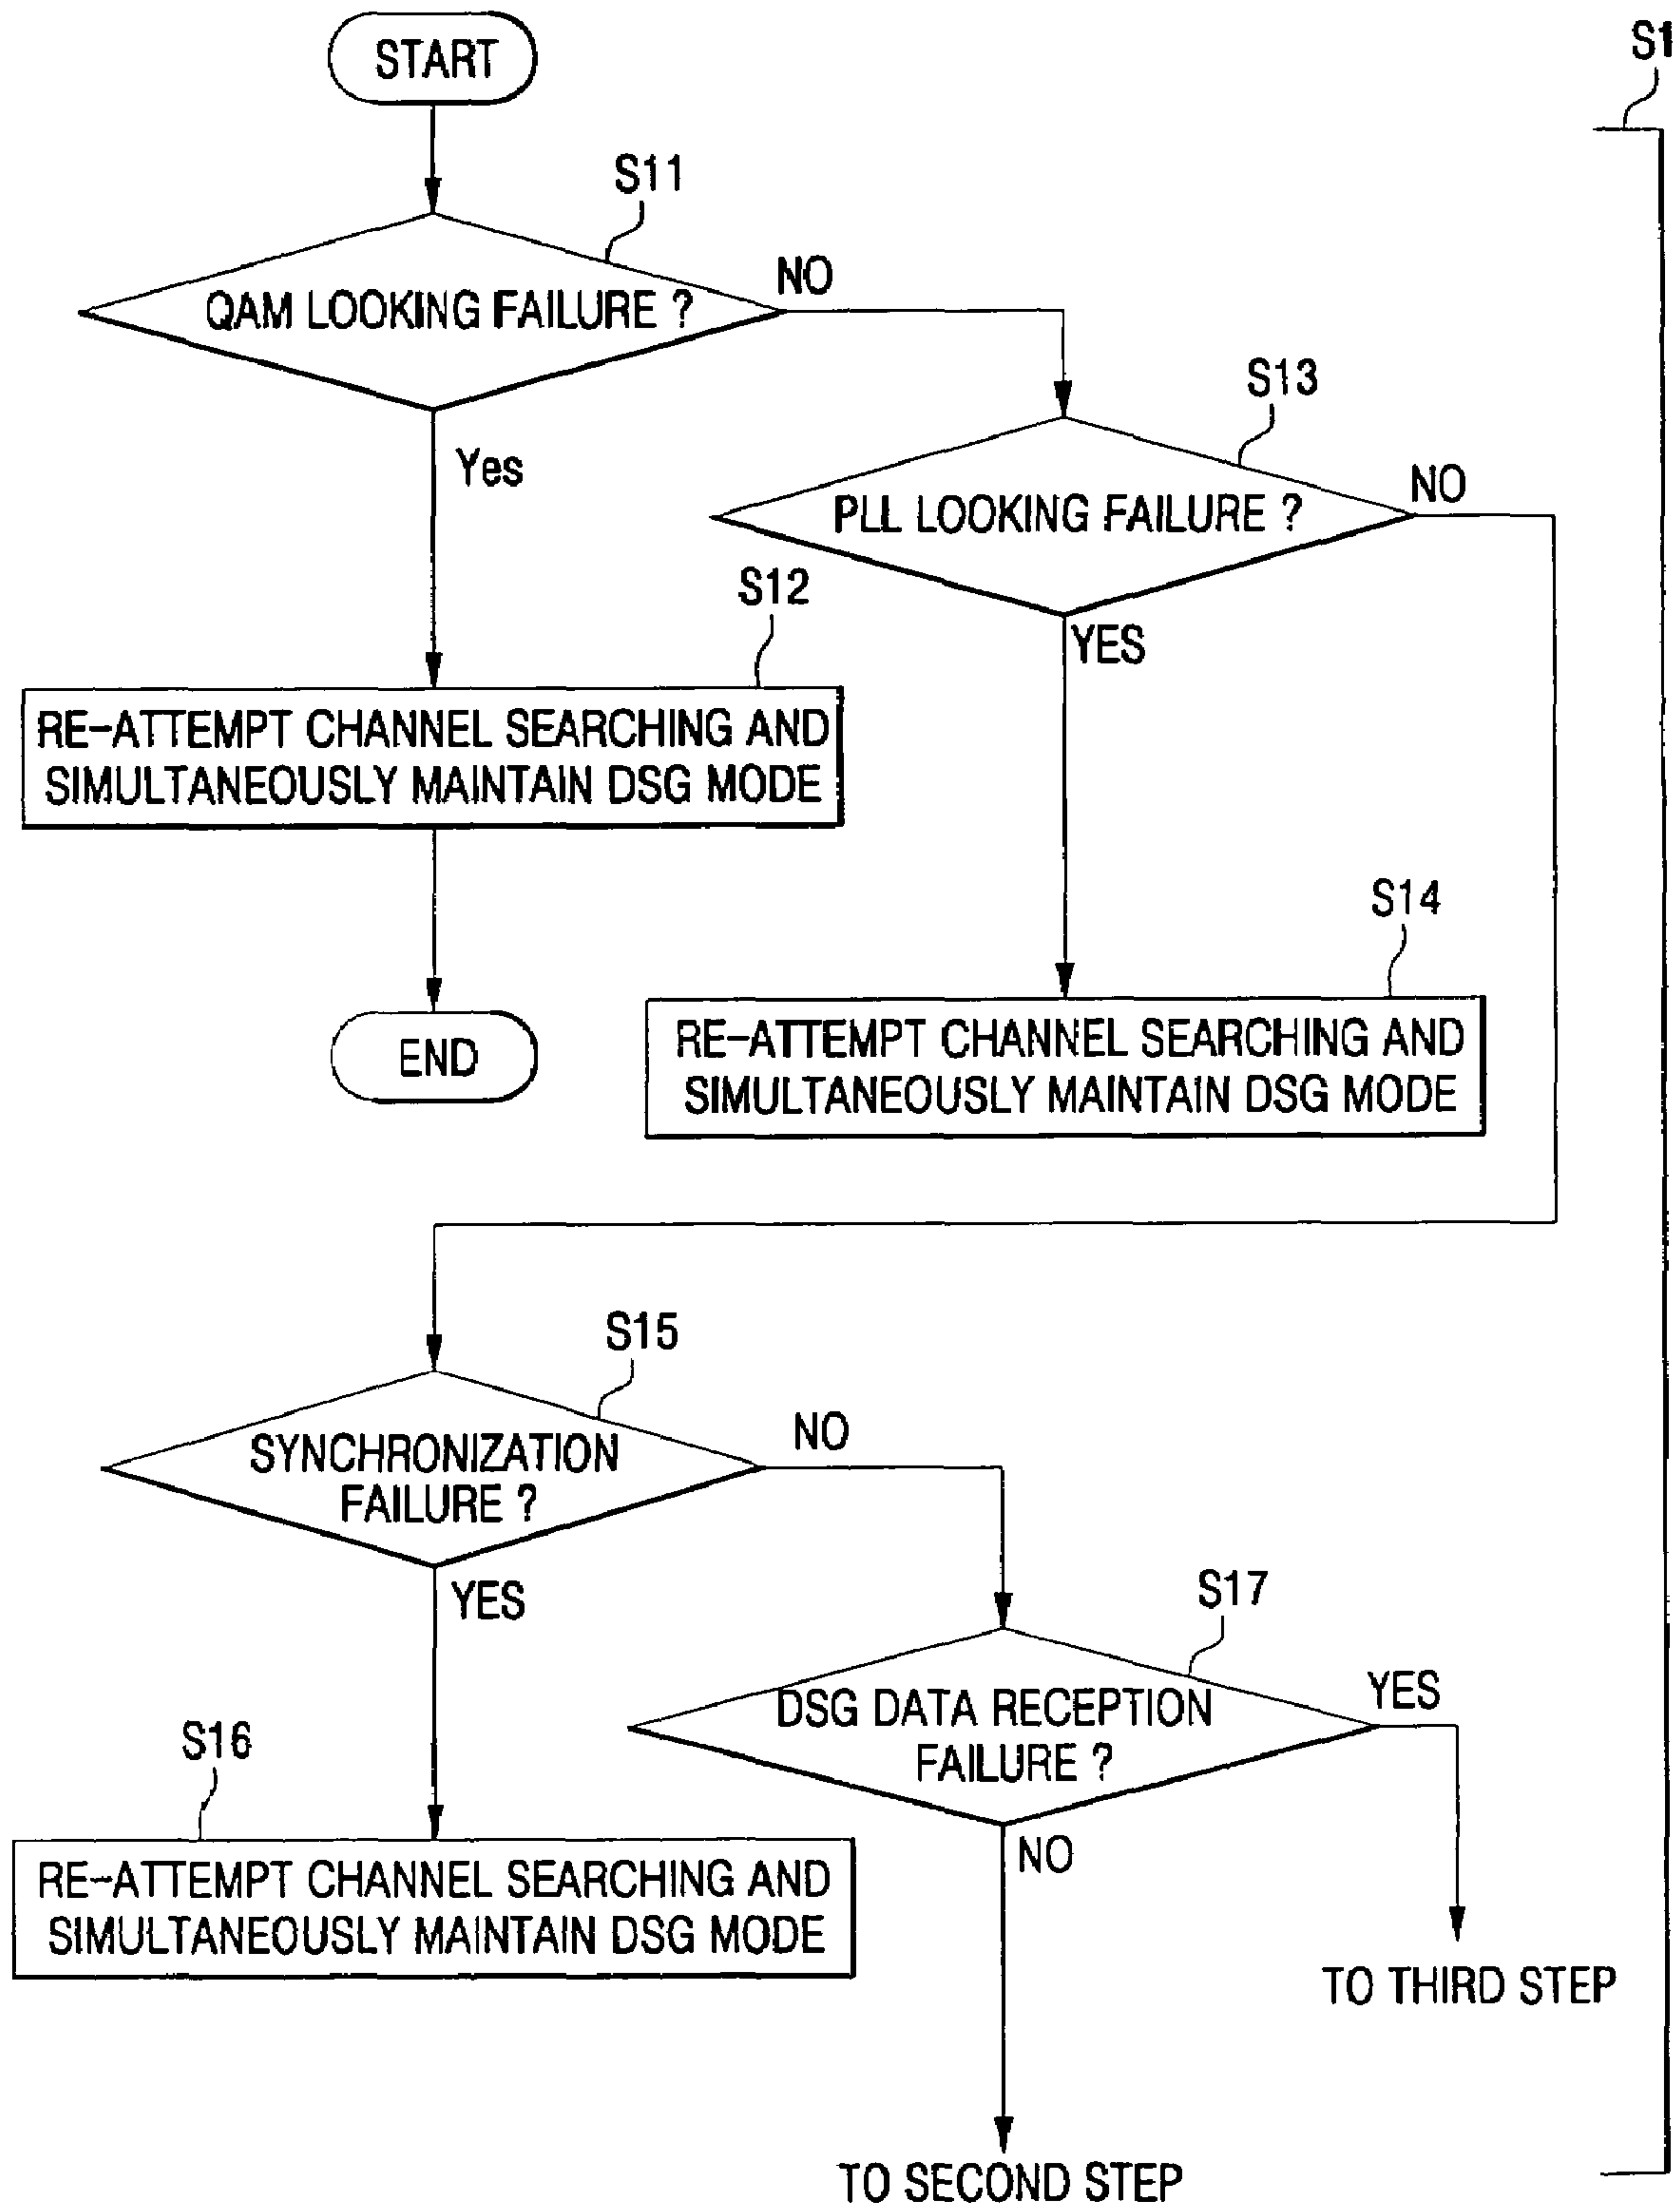 START
S1
S11
QAM LOOKING FAILURE ?
NO
Yes
S13
PLL LOOKING FAILURE ?
NO
YES
S12
RE-ATTEMPT CHANNEL SEARCHING AND
SIMULTANEOUSLY MAINTAIN DSG MODE
END
S14
RE-ATTEMPT CHANNEL SEARCHING AND
SIMULTANEOUSLY MAINTAIN DSG MODE
S15
SYNCHRONIZATION
FAILURE ?
NO
YES
S17
DSG DATA RECEPTION
FAILURE ?
YES
NO
S16
RE-ATTEMPT CHANNEL SEARCHING AND
SIMULTANEOUSLY MAINTAIN DSG MODE
TO THIRD STEP
TO SECOND STEP